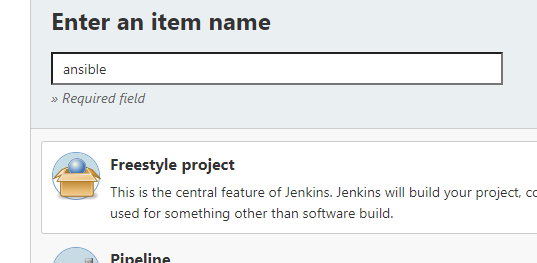 Enter an item name
ansible
» Required field
Freestyle project
This is the central feature of Jenkins. Jenkins will build your project,
used for something other than software build.
Pipeline